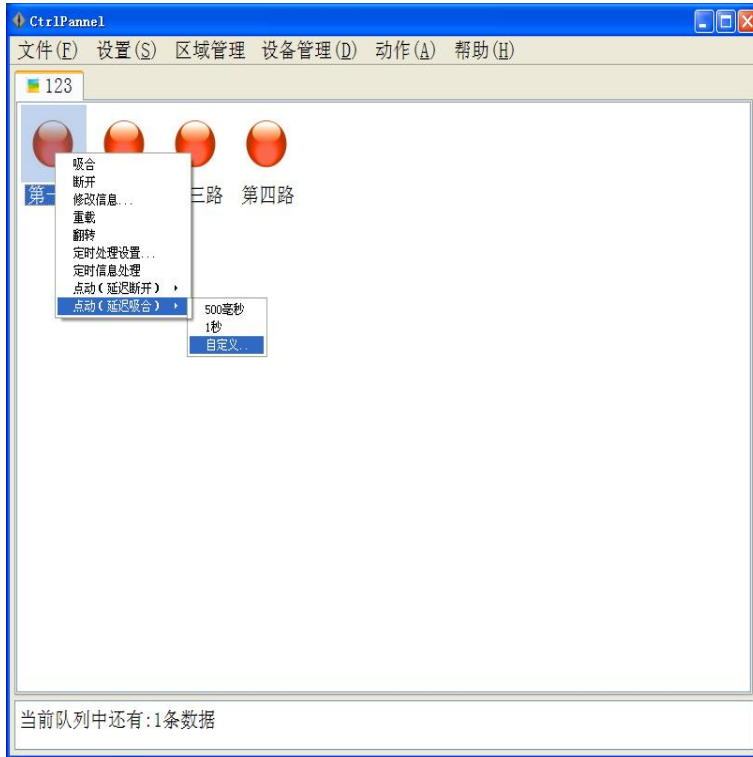 CtrlPannel
文件(F) 设置(S) 区域管理 设备管理(D) 动作(A) 帮助(H)
123
第一 三路 第四路
吸合
断开
修改信息...
重载
翻转
定时处理设置...
定时信息处理
点动(延迟断开)
点动(延迟吸合)
500毫秒
1秒
自定义..
当前队列中还有:1条数据